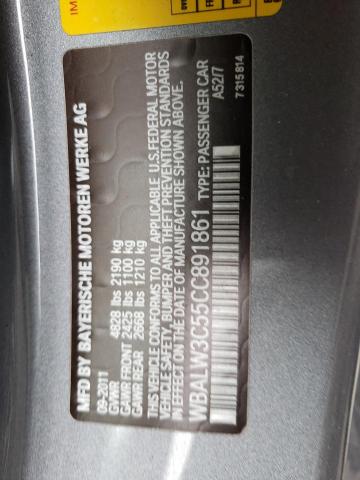 MFD BY BAYERISCHE MOTOREN WERKE AG
09-2011
GVWR 4828 lbs 2190 kg
GAWR FRONT 2425 lbs 1100 kg
GAWR REAR 2668 lbs 1210 kg
THIS VEHICLE CONFORMS TO ALL APPLICABLE U.S.FEDERAL MOTOR
VEHICLE SAFETY, BUMPER AND THEFT PREVENTION STANDARDS
IN EFFECT ON THE DATE OF MANUFACTURE SHOWN ABOVE.
WBALW3C55CC891861 TYPE: PASSENGER CAR
A52/7
7315814
IM